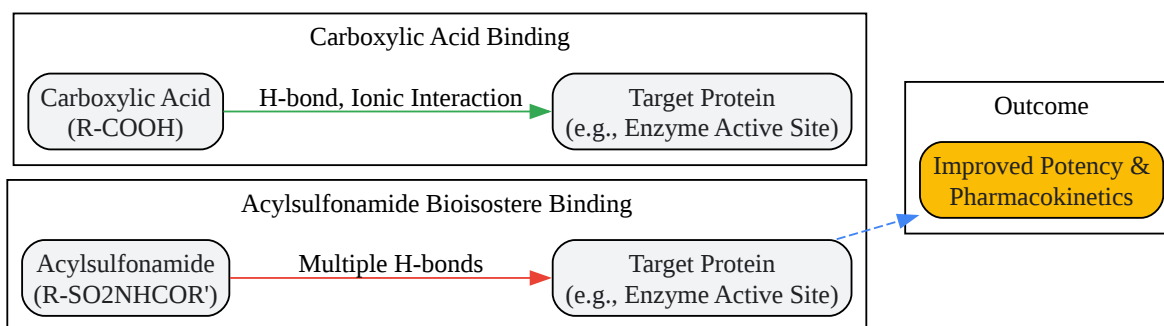 Carboxylic Acid Binding
Carboxylic Acid
(R-COOH)
H-bond, Ionic Interaction
Target Protein
(e.g., Enzyme Active Site)
Acylsulfonamide Bioisostere Binding
Acylsulfonamide
(R-SO2NHCOR')
Multiple H-bonds
Target Protein
(e.g., Enzyme Active Site)
Outcome
Improved Potency &
Pharmacokinetics